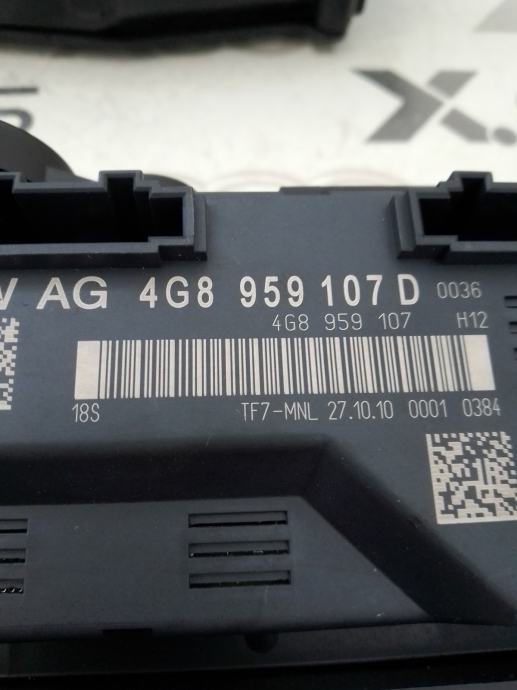 AG 4G8 959 107 D 0036
4G8 959 107 H12
18S TF7-MNL 27.10.10 0001 0384